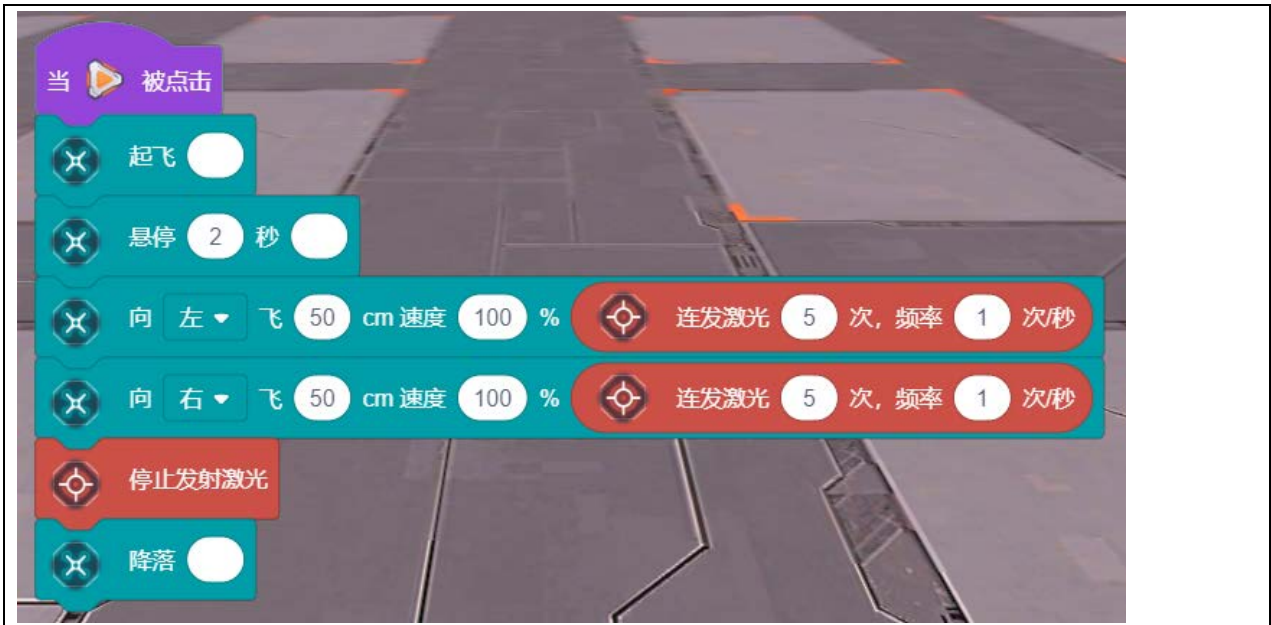 当 被点击
起飞
悬停 2 秒
向 左 飞 50 cm 速度 100 % 连发激光 5 次, 频率 1 次/秒
向 右 飞 50 cm 速度 100 % 连发激光 5 次, 频率 1 次/秒
停止发射激光
降落